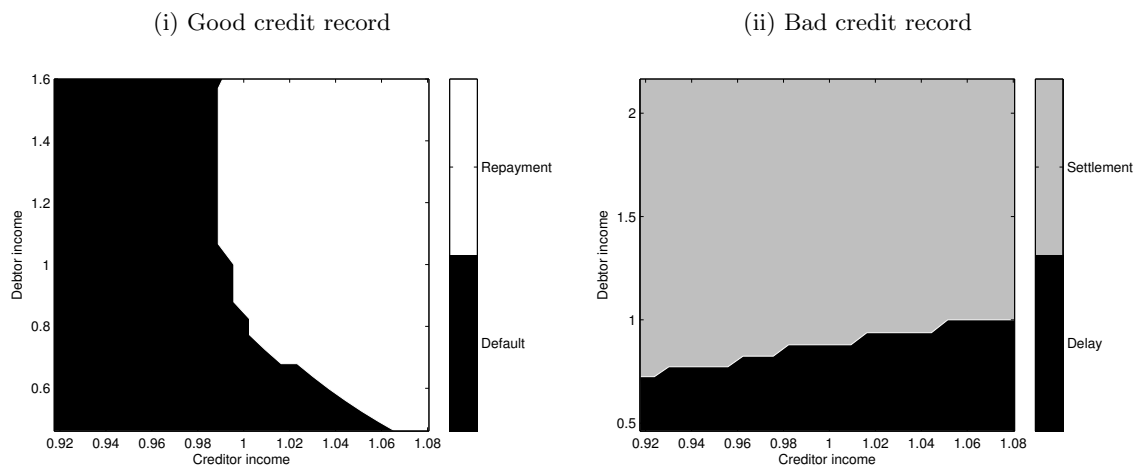 (i) Good credit record
1.6
1.4
1.2
1
0.8
0.6
Debtor income
0.92 0.94 0.96 0.98 1 1.02 1.04 1.06 1.08
Creditor income
Repayment
Default
(ii) Bad credit record
2
1.5
1
0.5
Debtor income
0.92 0.94 0.96 0.98 1 1.02 1.04 1.06 1.08
Creditor income
Settlement
Delay